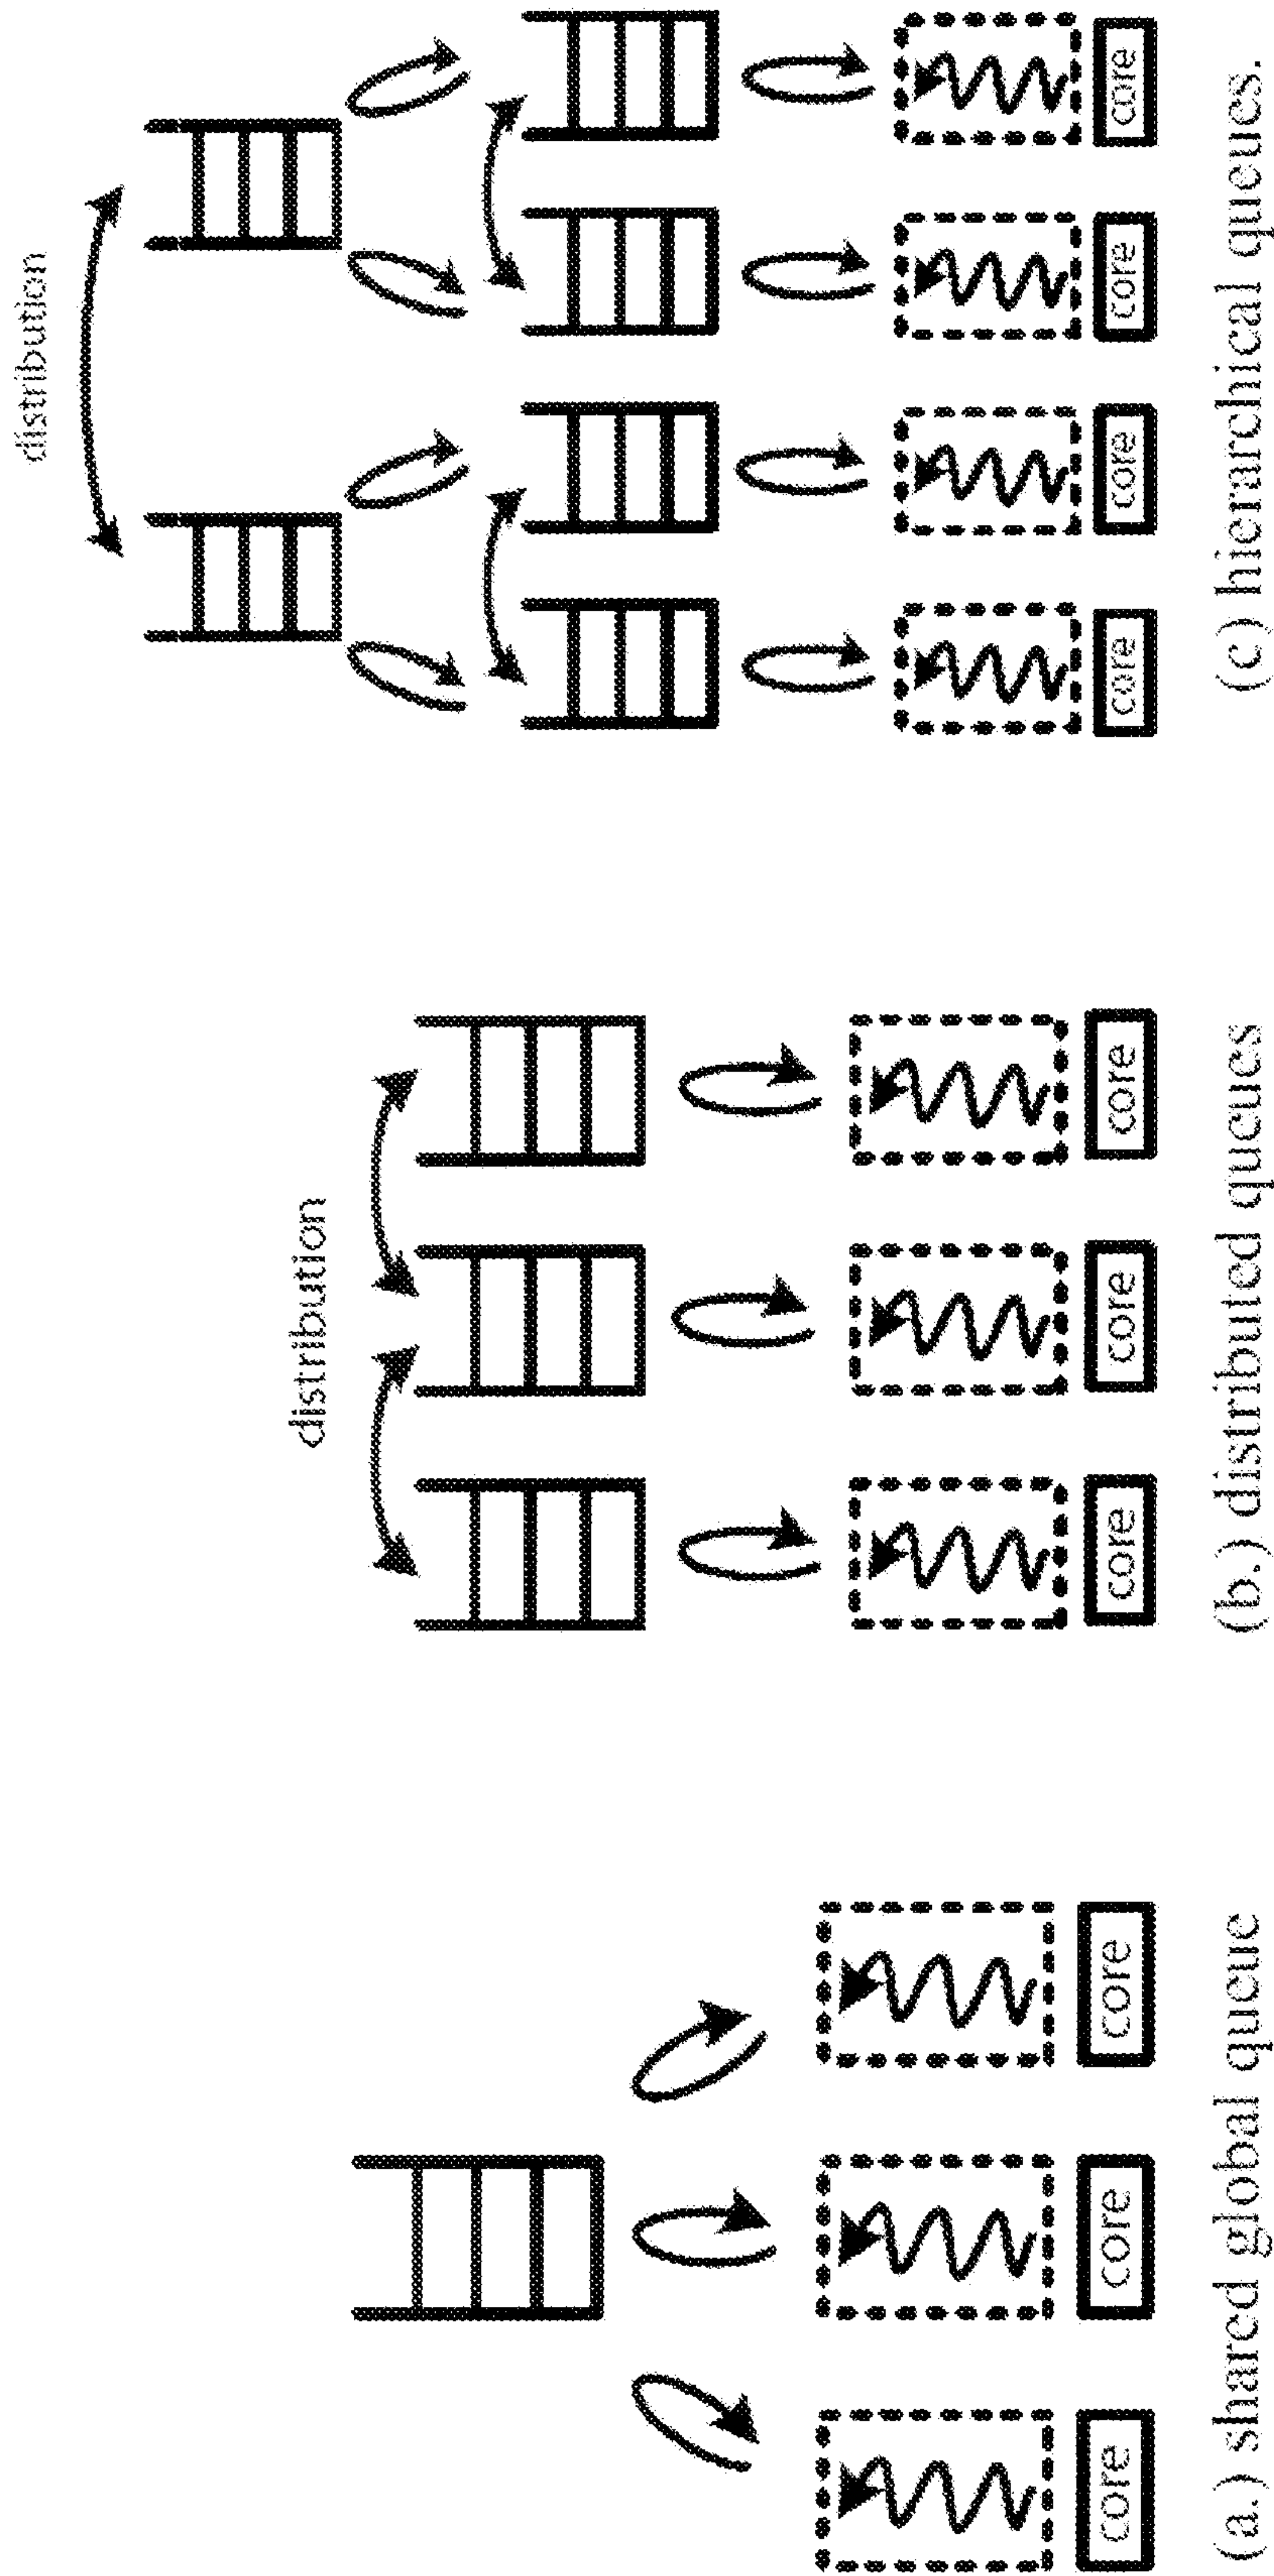 core
core
core
(a.) shared global queue
distribution
core
core
core
(b.) distributed queues
distribution
core
core
core
core
(c) hierarchical queues.